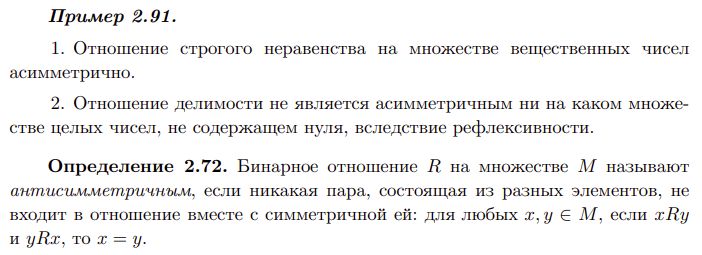 Пример 2.91.
1. Отношение строгого неравенства на множестве вещественных чисел
асимметрично.
2. Отношение делимости не является асимметричным ни на каком множе-
стве целых чисел, не содержащем нуля, вследствие рефлексивности.
Определение 2.72. Бинарное отношение R на множестве M называют
антисимметричным, если никакая пара, состоящая из разных элементов, не
входит в отношение вместе с симметричной ей: для любых x, y ∈ M, если xRy
и yRx, то x = y.